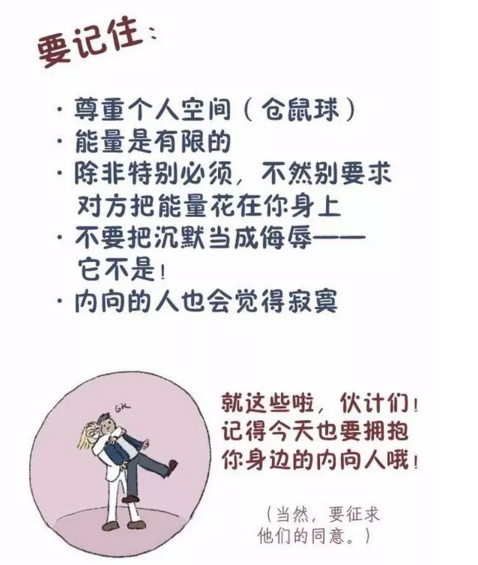 要记住:
· 尊重个人空间（仓鼠球）
· 能量是有限的
· 除非特别必须，不然别要求
对方把能量花在你身上
· 不要把沉默当成侮辱——
它不是!
· 内向的人也会觉得寂寞
GK
就这些啦，伙计们!
记得今天也要拥抱
你身边的内向人哦!
（当然，要征求
他们的同意。）